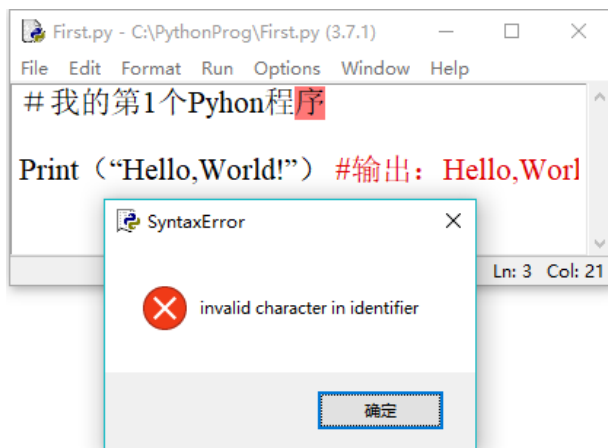 First.py - C:\PythonProg\First.py (3.7.1)
File Edit Format Run Options Window Help
＃我的第1个Pyhon程序
Print（“Hello,World!”） #输出：Hello,Worl
SyntaxError
invalid character in identifier
确定
Ln: 3 Col: 21